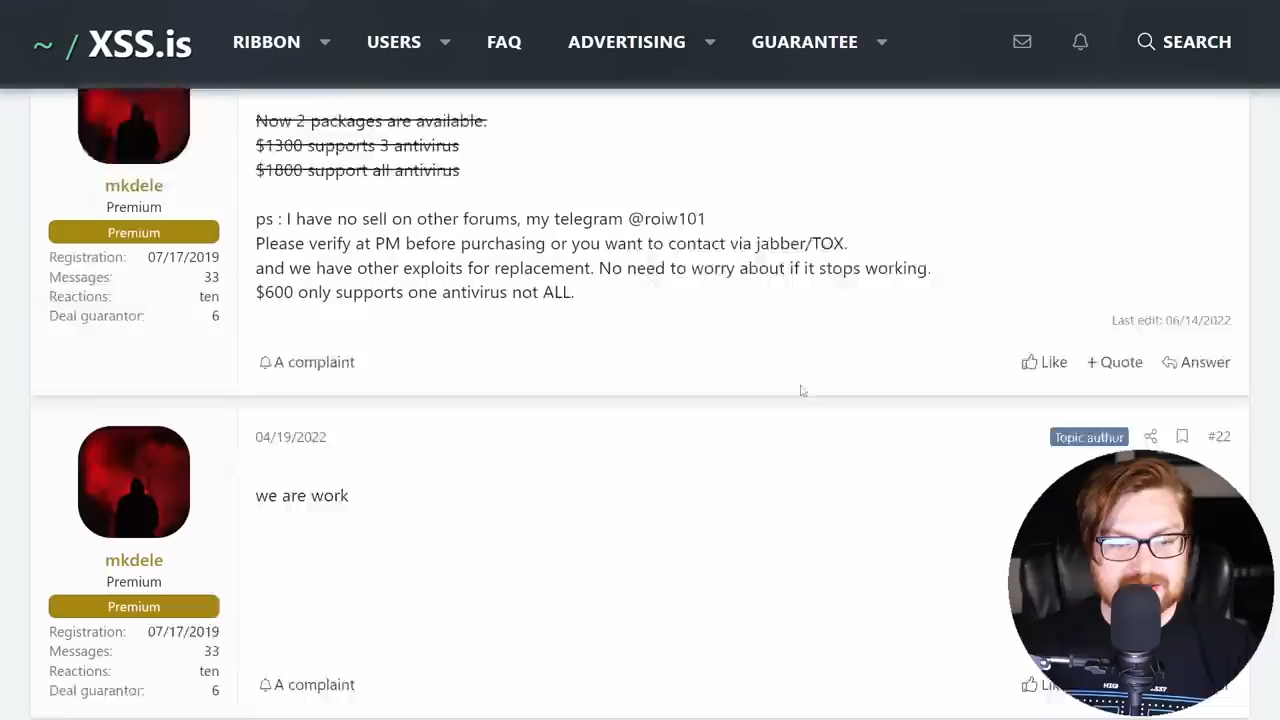 ~ / XSS.is
RIBBON
USERS
FAQ
ADVERTISING
GUARANTEE
SEARCH
mkdele
Premium
Premium
Registration: 07/17/2019
Messages: 33
Reactions: ten
Deal guarantor: 6
Now 2 packages are available.
$1300 supports 3 antivirus
$1800 support all antivirus
ps : I have no sell on other forums, my telegram @roiw101
Please verify at PM before purchasing or you want to contact via jabber/TOX.
and we have other exploits for replacement. No need to worry about if it stops working.
$600 only supports one antivirus not ALL.
Last edit: 06/14/2022
A complaint
Like
+ Quote
Answer
mkdele
Premium
Premium
Registration: 07/17/2019
Messages: 33
Reactions: ten
Deal guarantor: 6
04/19/2022
Topic author
#22
we are work
A complaint